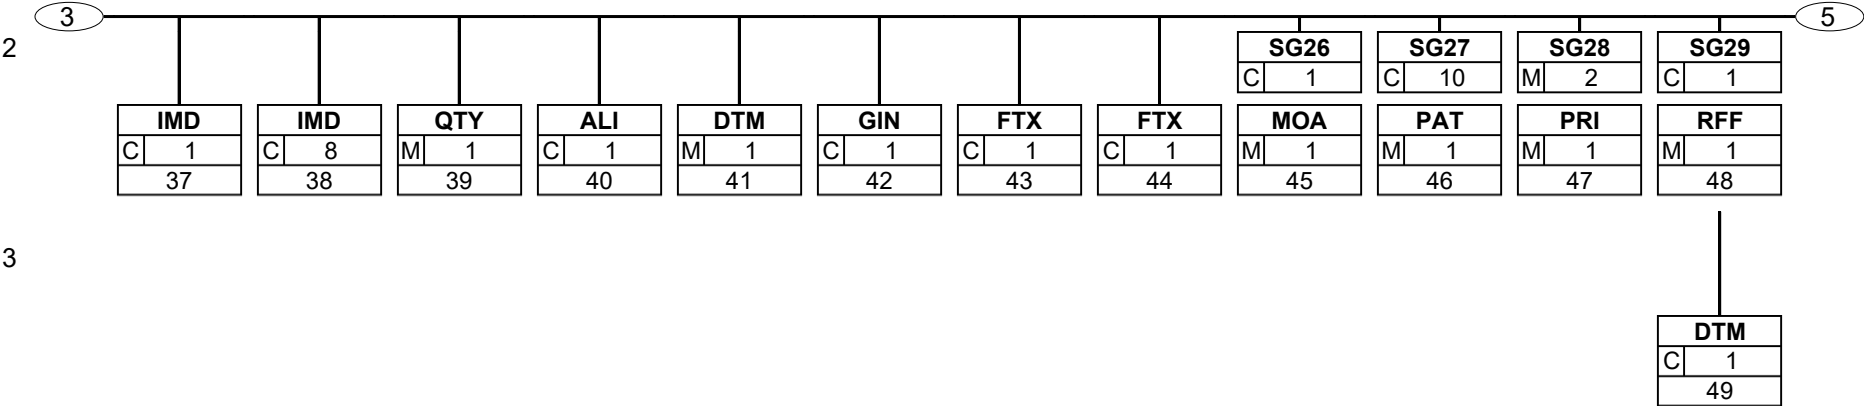 3 5
2 SG26 SG27 SG28 SG29
C 1 C 10 M 2 C 1
IMD IMD QTY ALI DTM GIN FTX FTX MOA PAT PRI RFF
C 1 C 8 M 1 C 1 M 1 C 1 C 1 C 1 M 1 M 1 M 1 M 1
37 38 39 40 41 42 43 44 45 46 47 48
3
DTM
C 1
49